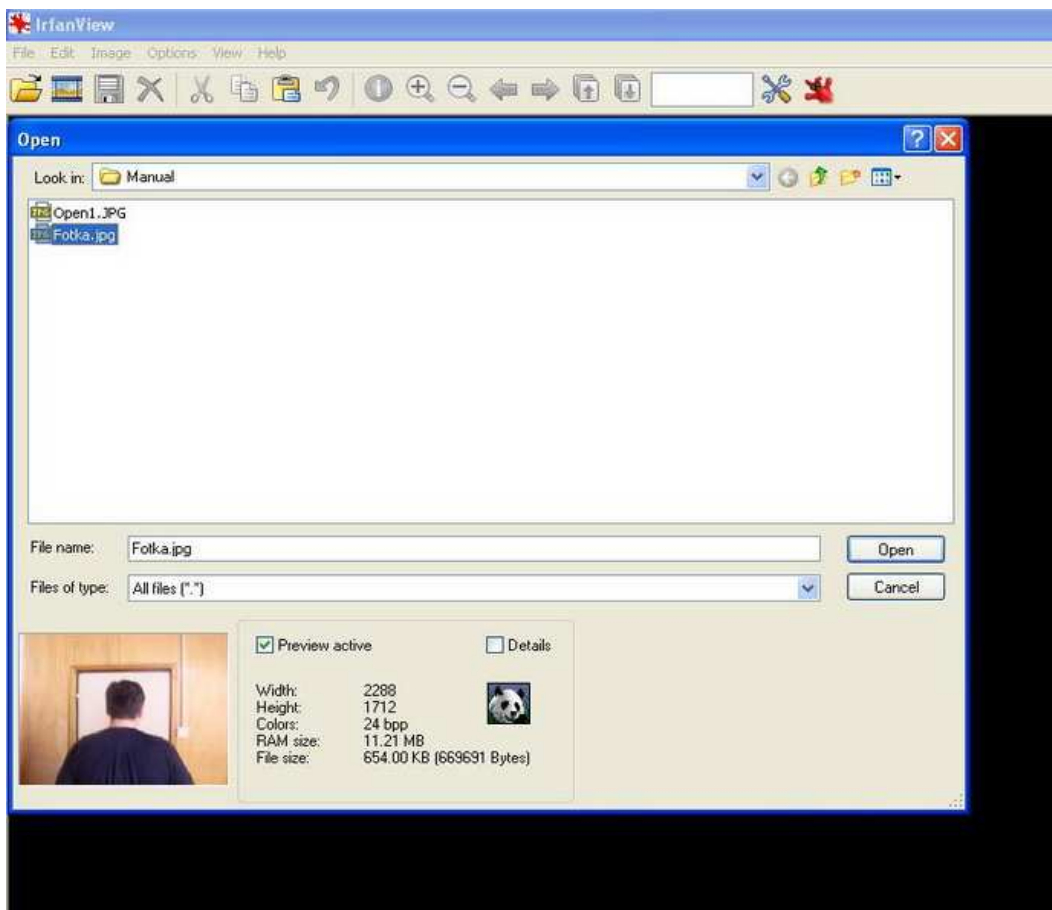 IrfanView
File Edit Image Options View Help
Open
Look in: Manual
Open1.JPG
Fotka.jpg
File name: Fotka.jpg Open
Files of type: All files (*.*) Cancel
Preview active Details
Width: 2288
Height: 1712
Colors: 24 bpp
RAM size: 11.21 MB
File size: 654.00 KB (669691 Bytes)